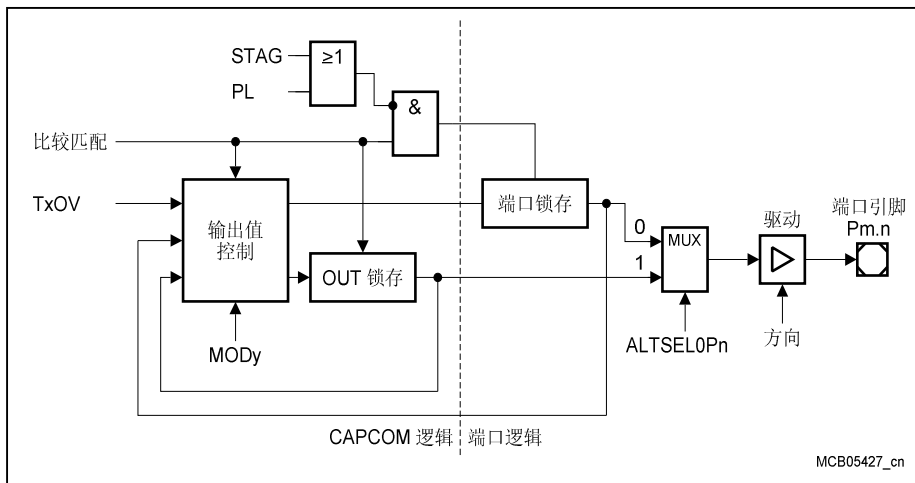 STAG
≥1
PL
&
比较匹配
TxOV
输出值
控制
端口锁存
OUT 锁存
MODy
0
1
MUX
ALTSEL0Pn
驱动
方向
端口引脚
Pm.n
CAPCOM 逻辑
端口逻辑
MCB05427_cn